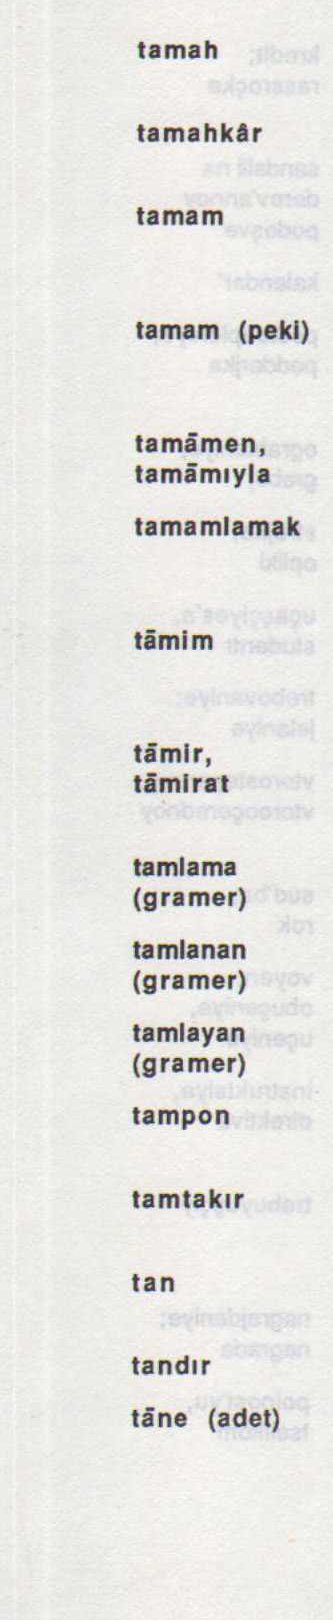 tamah
tamahkâr
tamam
tamam (peki)
tamāmen,
tamāmıyla
tamamlamak
tāmim
tāmir,
tāmirat
tamlama
(gramer)
tamlanan
(gramer)
tamlayan
(gramer)
tampon
tamtakır
tan
tandır
tāne (adet)